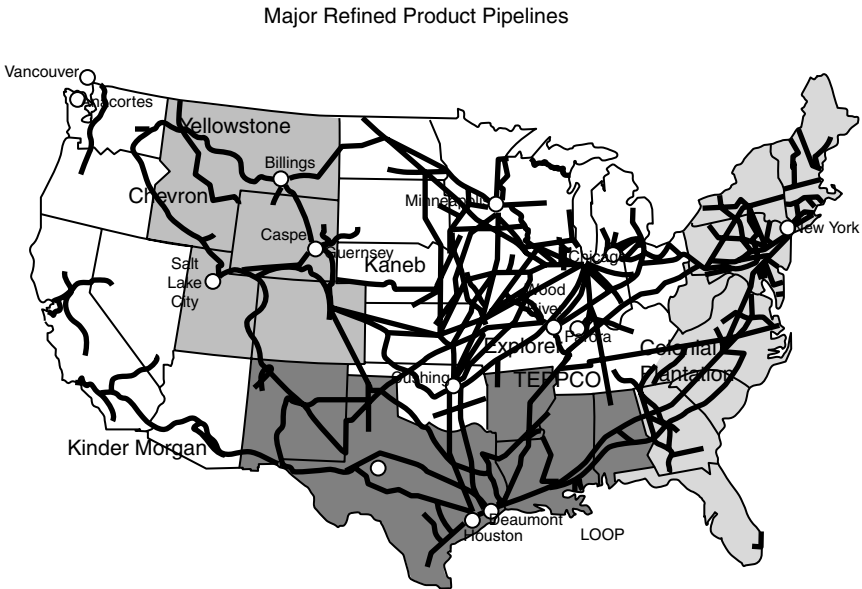 Major Refined Product Pipelines
Vancouver
Anacortes
Yellowstone
Billings
Chevron
Minneapolis
Casper
Guernsey
Kaneb
Chicago
New York
Salt
Lake
City
Wood
River
Patoka
Explorer
Colonial
Plantation
Cushing
TEPPCO
Kinder Morgan
Beaumont
Houston
LOOP